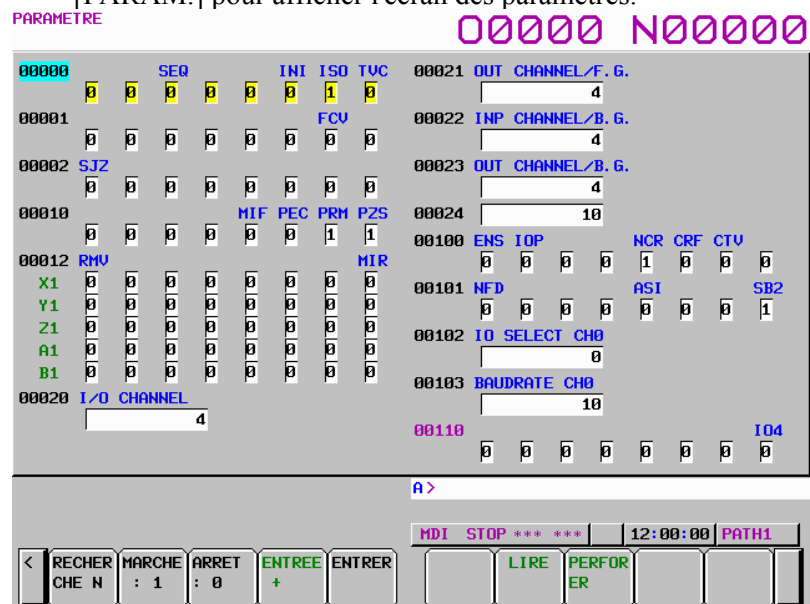 [PARAM.] pour afficher l'écran des paramètres.
PARAMETRE
O0000 N00000
00000 SEQ INI ISO TVC
0 0 0 0 0 0 1 0
00001 FCV
0 0 0 0 0 0 0 0
00002 SJZ
0 0 0 0 0 0 0 0
00010 MIF PEC PRM PZS
0 0 0 0 0 0 1 1
00012 RMV MIR
X1 0 0 0 0 0 0 0 0
Y1 0 0 0 0 0 0 0 0
Z1 0 0 0 0 0 0 0 0
A1 0 0 0 0 0 0 0 0
B1 0 0 0 0 0 0 0 0
00020 I/O CHANNEL
4
00021 OUT CHANNEL/F.G.
4
00022 INP CHANNEL/B.G.
4
00023 OUT CHANNEL/B.G.
4
00024 10
00100 ENS IOP NCR CRF CTV
0 0 0 0 1 0 0 0
00101 NFD ASI SB2
0 0 0 0 0 0 0 1
00102 IO SELECT CH0
0
00103 BAUDRATE CH0
10
00110 IO4
0 0 0 0 0 0 0 0
A>
MDI STOP *** *** 12:00:00 PATH1
< RECHER MARCHE ARRET ENTREE ENTRER LIRE PERFOR
CHE N : 1 : 0 + ER